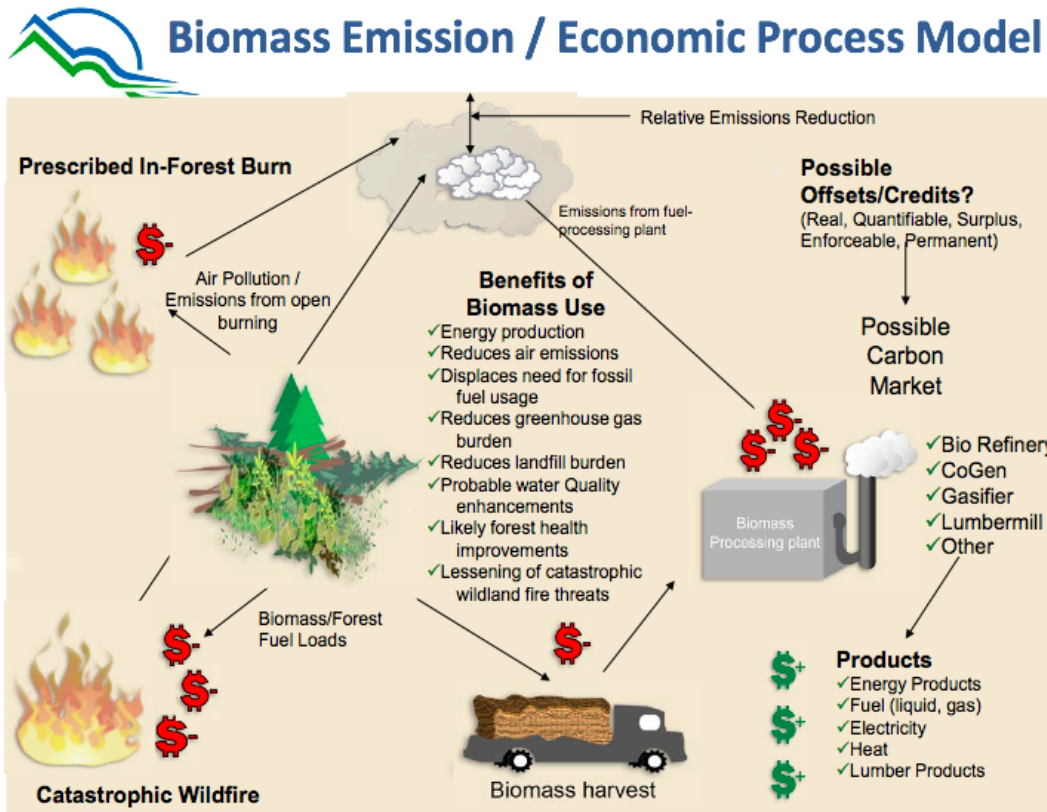 Biomass Emission / Economic Process Model
Relative Emissions Reduction
Prescribed In-Forest Burn
Possible
Offsets/Credits?
(Real, Quantifiable, Surplus,
Enforceable, Permanent)
Emissions from fuel-
processing plant
$-
Air Pollution /
Emissions from open
burning
Benefits of
Biomass Use
✓Energy production
✓Reduces air emissions
✓Displaces need for fossil
fuel usage
✓Reduces greenhouse gas
burden
✓Reduces landfill burden
✓Probable water Quality
enhancements
✓Likely forest health
improvements
✓Lessening of catastrophic
wildland fire threats
Possible
Carbon
Market
$-
$-
$-
Biomass
Processing plant
✓Bio Refinery
✓CoGen
✓Gasifier
✓Lumbermill
✓Other
Biomass/Forest
Fuel Loads
$-
$-
$-
Catastrophic Wildfire
$-
Biomass harvest
$+
$+
$+
Products
✓Energy Products
✓Fuel (liquid, gas)
✓Electricity
✓Heat
✓Lumber Products